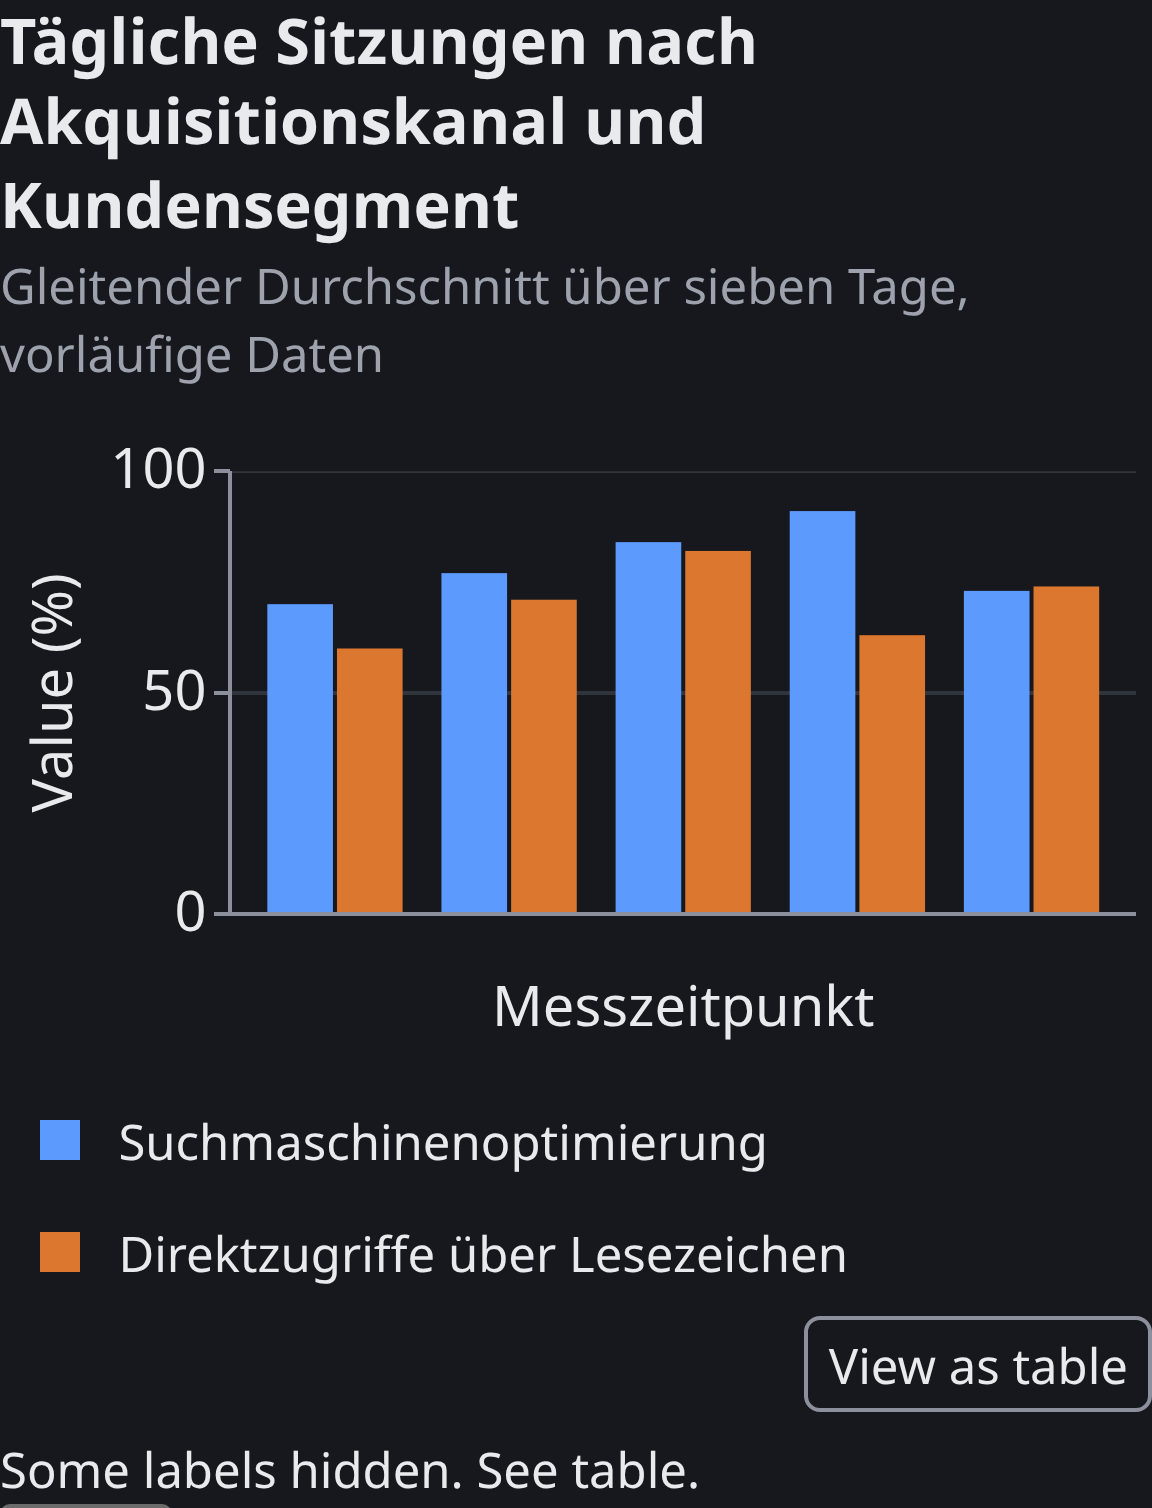 Tägliche Sitzungen nach
Akquisitionskanal und
Kundensegment
Gleitender Durchschnitt über sieben Tage,
vorläufige Daten
100
50
0
Value (%)
Messzeitpunkt
Suchmaschinenoptimierung
Direktzugriffe über Lesezeichen
View as table
Some labels hidden. See table.